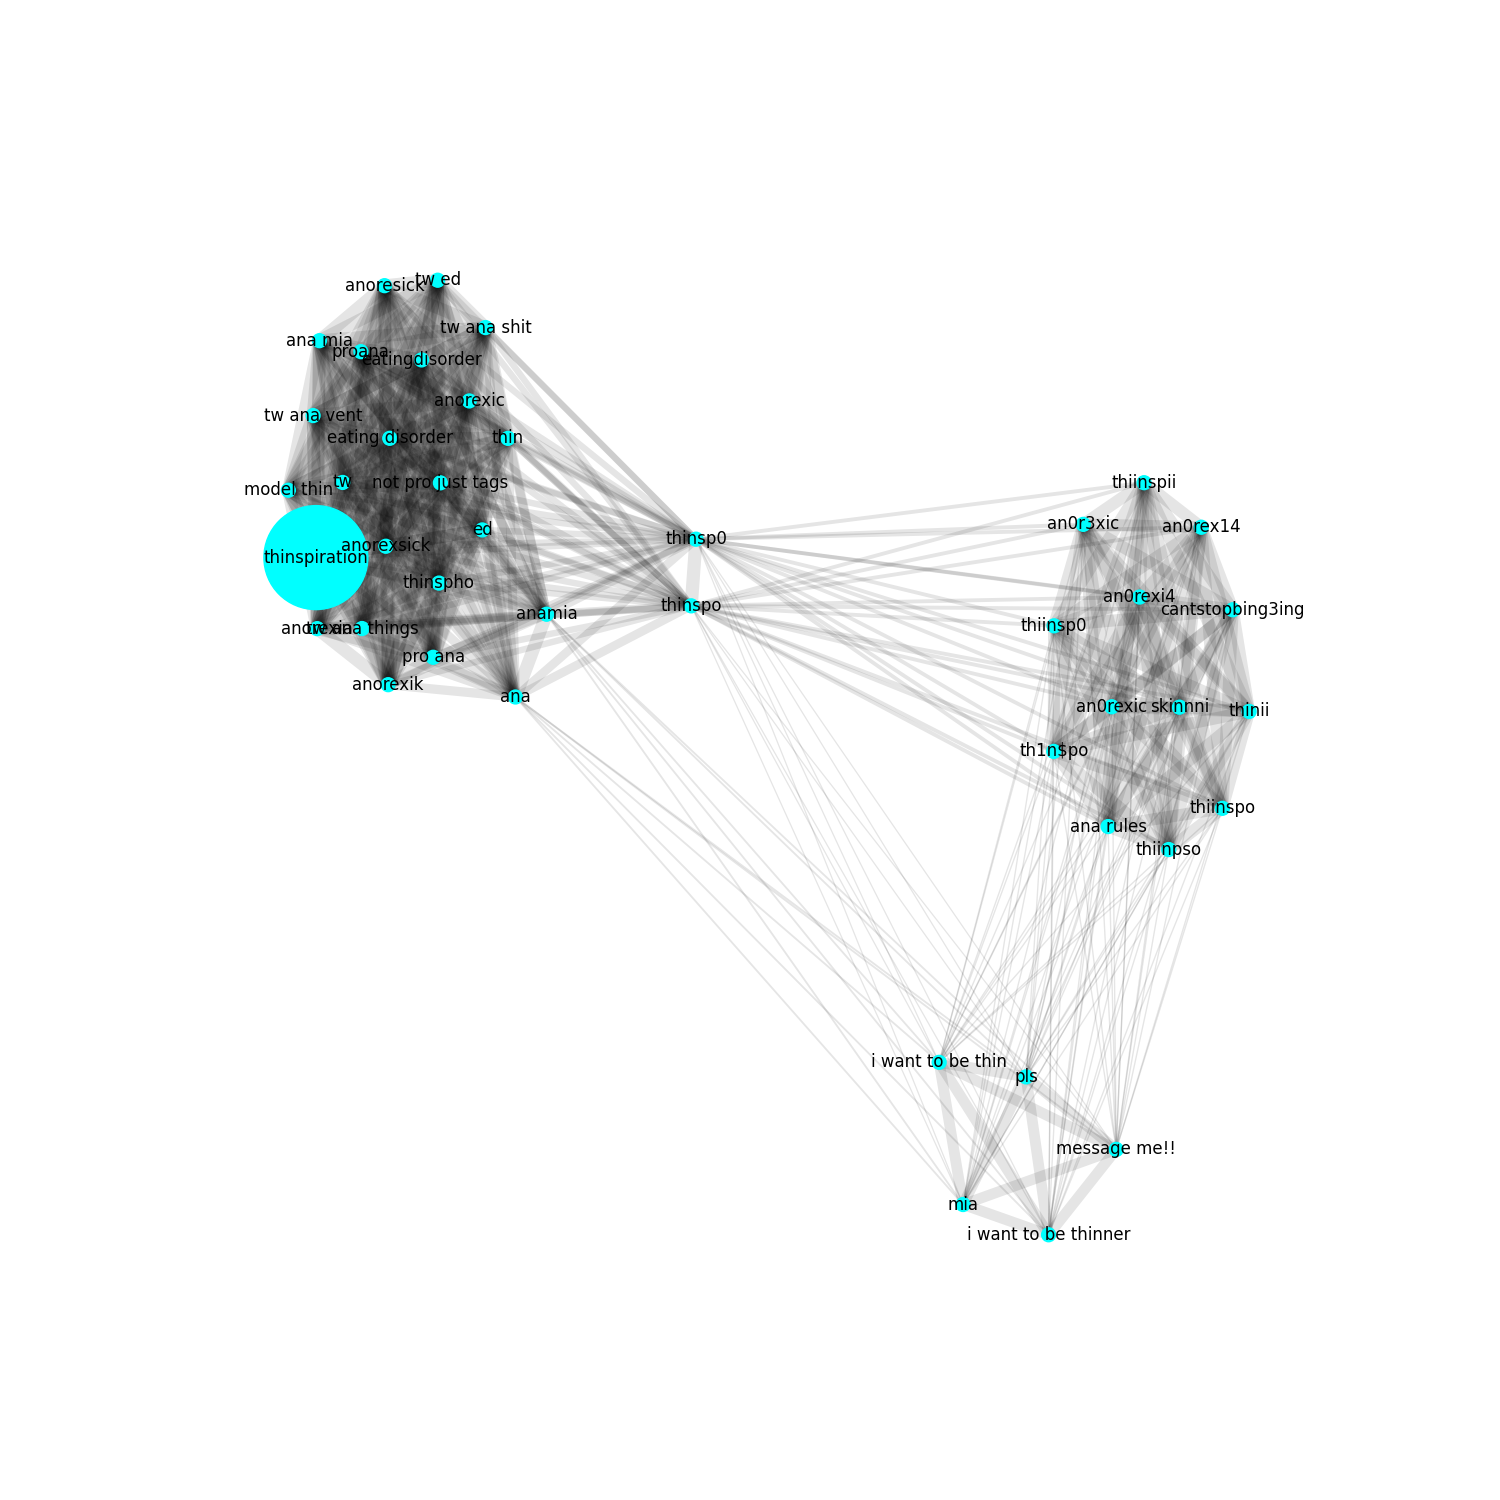 tw ed
anoresick
tw ana shit
ana mia
proana
eatingdisorder
anorexic
tw ana vent
eating disorder
thin
tw
not pro just tags
model thin
thiinspii
an0r3xic
an0rex14
ed
thinsp0
anorexsick
thinspiration
thinspho
an0rexi4
thinspo
cantstopbing3ing
anamia
thiinsp0
anorexia
tw ana things
pro ana
anorexik
ana
an0rexic
skinnni
thinii
th1n$po
thiinspo
ana rules
thiinpso
i want to be thin
pls
message me!!
mia
i want to be thinner